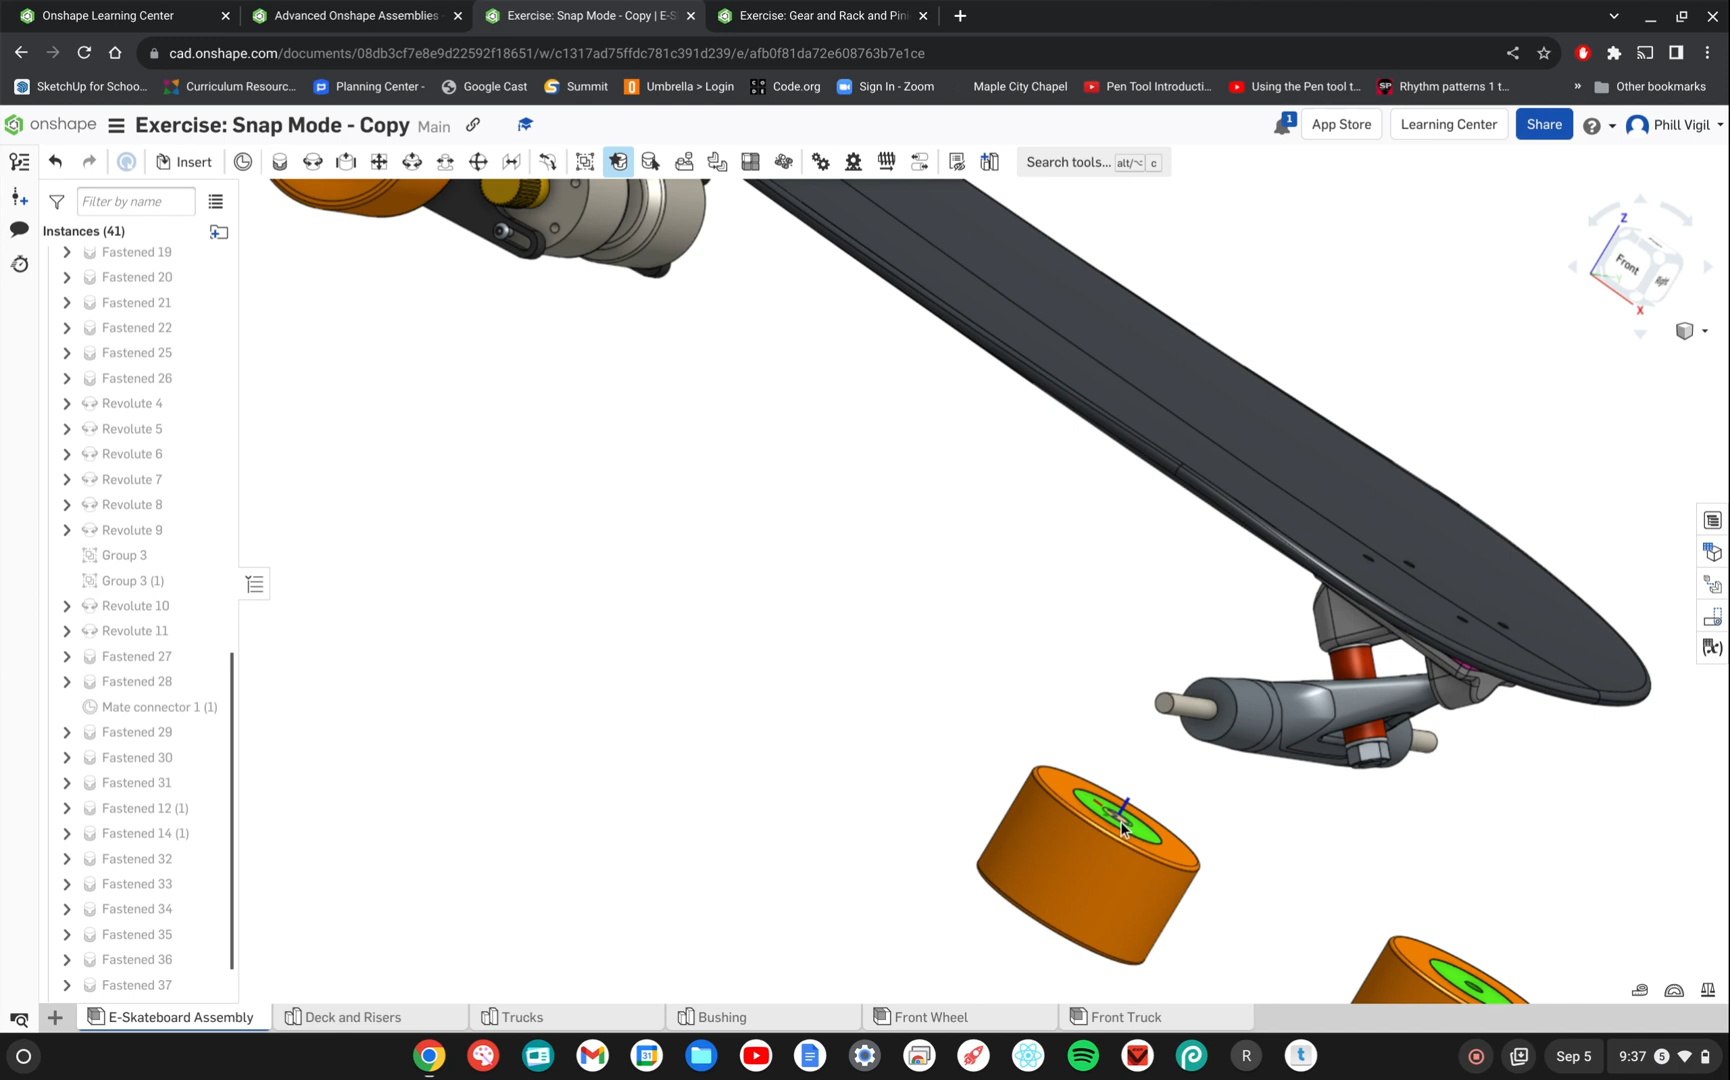 Onshape Learning Center
Advanced Onshape Assemblies
Exercise: Snap Mode - Copy | E-S
Exercise: Gear and Rack and Pin
cad.onshape.com/documents/08db3cf7e8e9d22592f18651/w/c1317ad75ffdc781c391d239/e/afb0f81da72e608763b7e1ce
SketchUp for Schoo...
Curriculum Resourc...
Planning Center -
Google Cast
Summit
Umbrella > Login
Code.org
Sign In - Zoom
Maple City Chapel
Pen Tool Introducti...
Using the Pen tool t...
Rhythm patterns 1 t...
»
Other bookmarks
onshape
Exercise: Snap Mode - Copy Main
1
App Store
Learning Center
Share
Phill Vigil
Insert
Search tools... alt/⌥ c
Filter by name
Instances (41)
Fastened 19
Fastened 20
Fastened 21
Fastened 22
Fastened 25
Fastened 26
Revolute 4
Revolute 5
Revolute 6
Revolute 7
Revolute 8
Revolute 9
Group 3
Group 3 (1)
Revolute 10
Revolute 11
Fastened 27
Fastened 28
Mate connector 1 (1)
Fastened 29
Fastened 30
Fastened 31
Fastened 12 (1)
Fastened 14 (1)
Fastened 32
Fastened 33
Fastened 34
Fastened 35
Fastened 36
Fastened 37
Z
Front
Right
X
E-Skateboard Assembly
Deck and Risers
Trucks
Bushing
Front Wheel
Front Truck
31
R
t
Sep 5
9:37
5